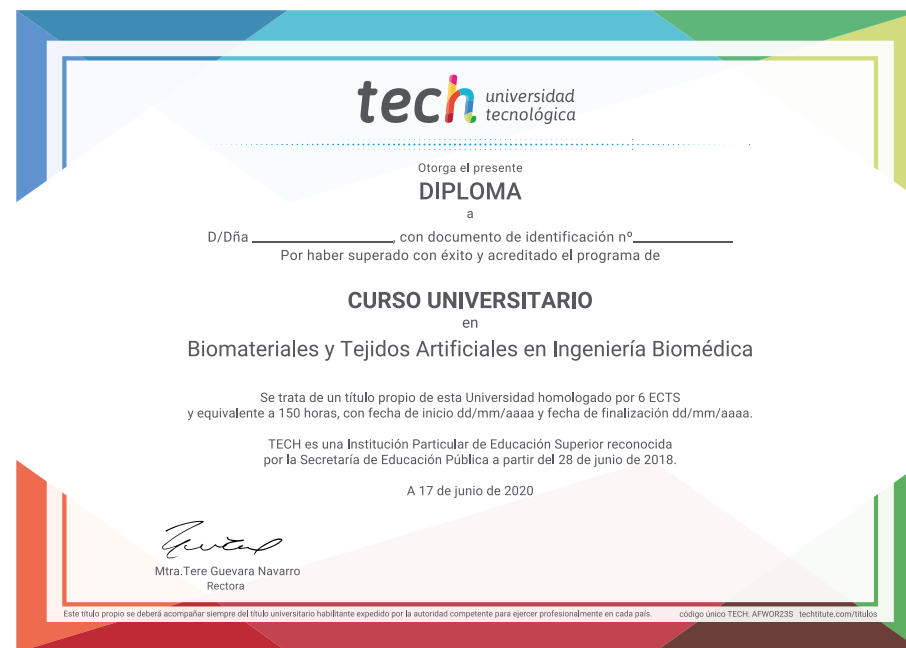 tech universidad
tecnológica
Otorga el presente
DIPLOMA
a
D/Dña ____________________, con documento de identificación nº______________
Por haber superado con éxito y acreditado el programa de
CURSO UNIVERSITARIO
en
Biomateriales y Tejidos Artificiales en Ingeniería Biomédica
Se trata de un título propio de esta Universidad homologado por 6 ECTS
y equivalente a 150 horas, con fecha de inicio dd/mm/aaaa y fecha de finalización dd/mm/aaaa.
TECH es una Institución Particular de Educación Superior reconocida
por la Secretaría de Educación Pública a partir del 28 de junio de 2018.
A 17 de junio de 2020
Mtra.Tere Guevara Navarro
Rectora
Este título propio se deberá acompañar siempre del título universitario habilitante expedido por la autoridad competente para ejercer profesionalmente en cada país. código único TECH: AFWOR23S techtitute.com/titulos